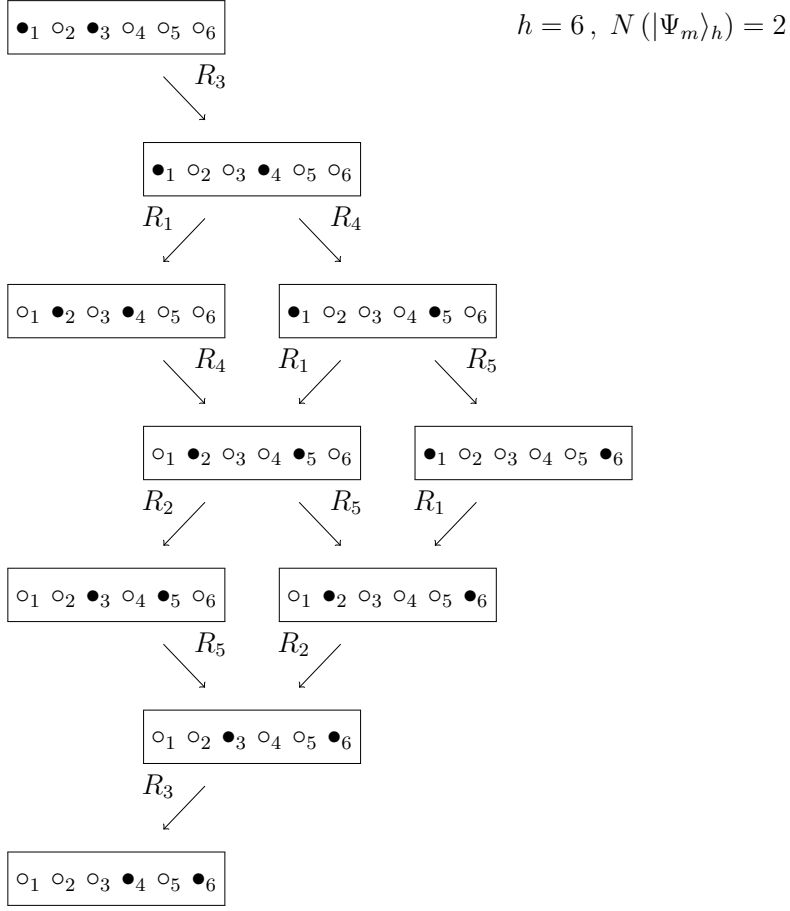 ●₁ ○₂ ●₃ ○₄ ○₅ ○₆ h = 6 , N (|Ψₘ⟩ₕ) = 2
R₃
●₁ ○₂ ○₃ ●₄ ○₅ ○₆
R₁ R₄
○₁ ●₂ ○₃ ●₄ ○₅ ○₆ ●₁ ○₂ ○₃ ○₄ ●₅ ○₆
R₄ R₁ R₅
○₁ ●₂ ○₃ ○₄ ●₅ ○₆ ●₁ ○₂ ○₃ ○₄ ○₅ ●₆
R₂ R₅ R₁
○₁ ○₂ ●₃ ○₄ ●₅ ○₆ ○₁ ●₂ ○₃ ○₄ ○₅ ●₆
R₅ R₂
○₁ ○₂ ●₃ ○₄ ○₅ ●₆
R₃
○₁ ○₂ ○₃ ●₄ ○₅ ●₆